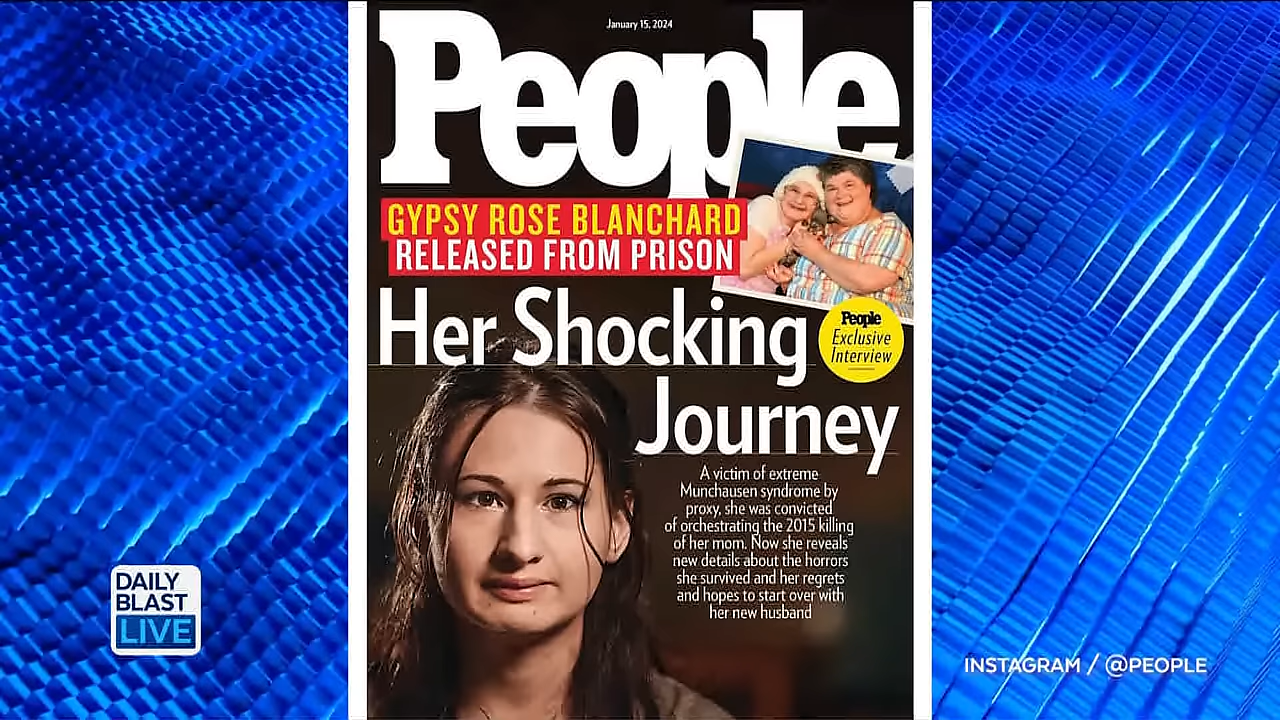 January 15, 2024
People
GYPSY ROSE BLANCHARD
RELEASED FROM PRISON
Her Shocking
Journey
People
Exclusive
Interview
A victim of extreme
Munchausen syndrome by
proxy, she was convicted
of orchestrating the 2015 killing
of her mom. Now she reveals
new details about the horrors
she survived and her regrets
and hopes to start over with
her new husband
DAILY
BLAST
LIVE
INSTAGRAM / @PEOPLE